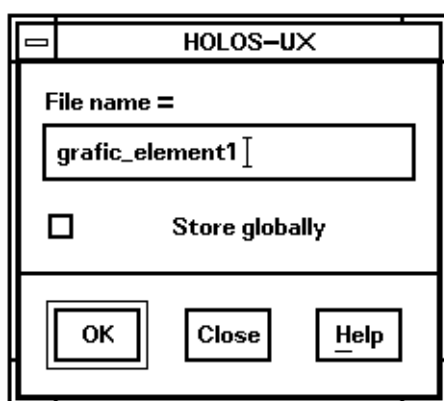 HOLOS-UX
File name =
grafic_element1
Store globally
OK Close Help